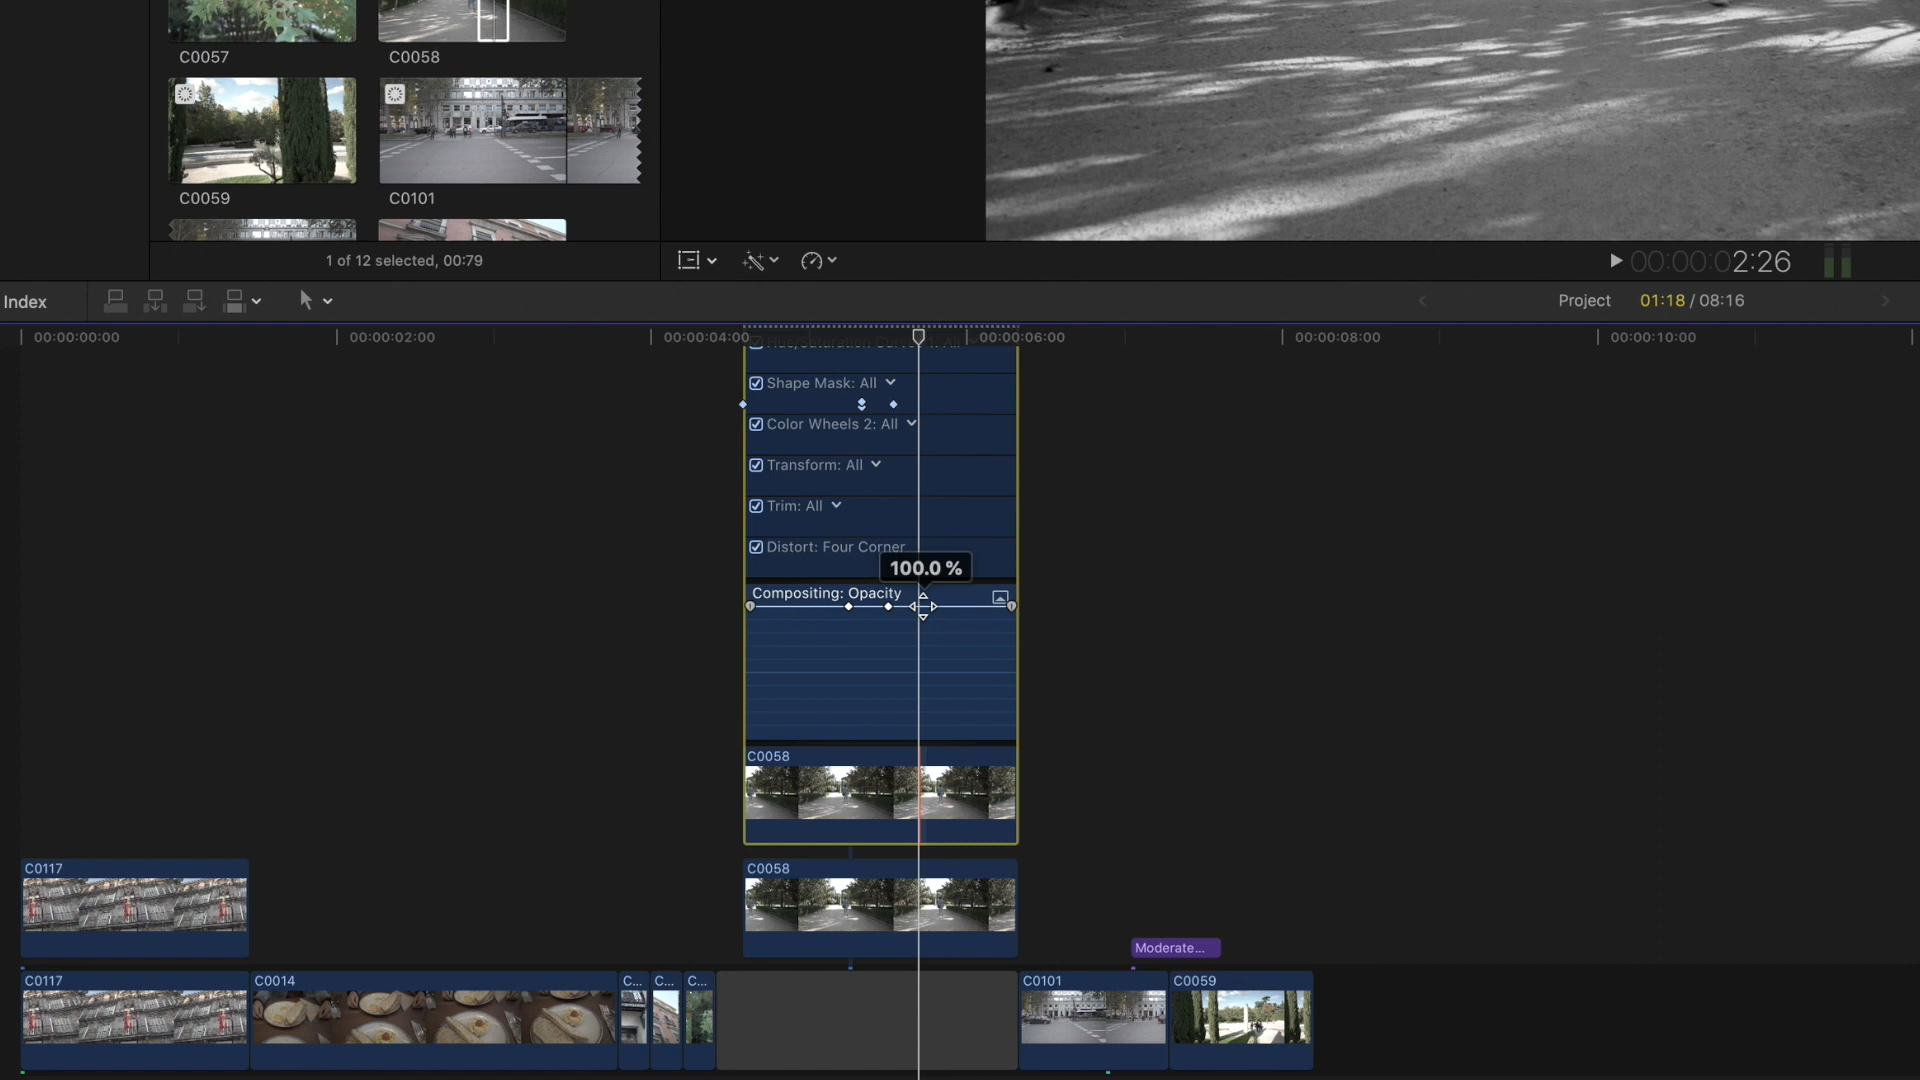 C0057
C0058
C0059
C0101
1 of 12 selected, 00:79
00:00:00:02:26
Index
Project
01:18 / 08:16
00:00:00:00
00:00:02:00
00:00:04:00
00:00:06:00
00:00:08:00
00:00:10:00
Shape Mask: All
Color Wheels 2: All
Transform: All
Trim: All
Distort: Four Corner
100.0 %
Compositing: Opacity
C0058
C0117
C0058
Moderate...
C0117
C0014
C...
C...
C...
C0101
C0059